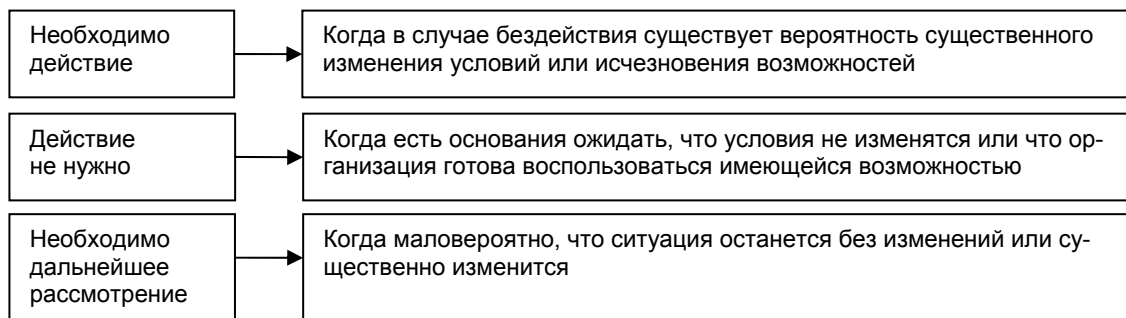 Необходимо
действие
Когда в случае бездействия существует вероятность существенного
изменения условий или исчезновения возможностей
Действие
не нужно
Когда есть основания ожидать, что условия не изменятся или что ор-
ганизация готова воспользоваться имеющейся возможностью
Необходимо
дальнейшее
рассмотрение
Когда маловероятно, что ситуация останется без изменений или су-
щественно изменится